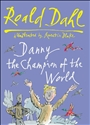 Roald Dahl
Illustrated by Quentin Blake
Danny
the Champion of the
World